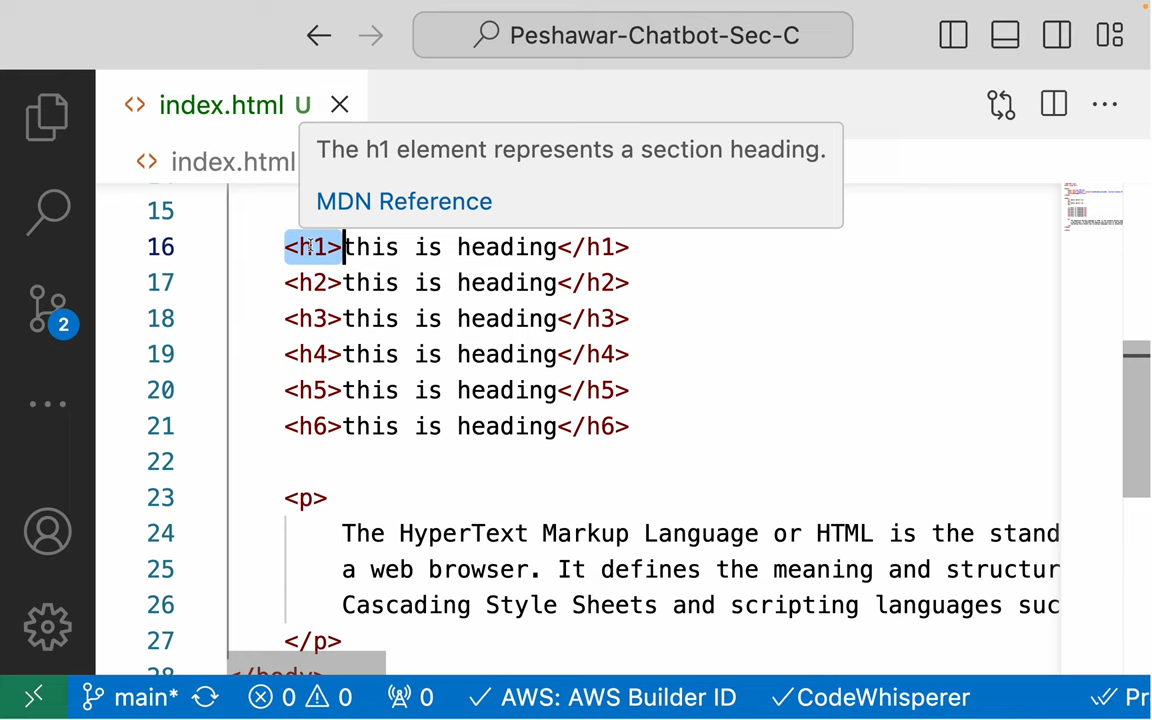 Peshawar-Chatbot-Sec-C
index.html U
index.html
The h1 element represents a section heading.
MDN Reference
15
16 <h1>this is heading</h1>
17 <h2>this is heading</h2>
18 <h3>this is heading</h3>
19 <h4>this is heading</h4>
20 <h5>this is heading</h5>
21 <h6>this is heading</h6>
22
23 <p>
24 The HyperText Markup Language or HTML is the stand
25 a web browser. It defines the meaning and structur
26 Cascading Style Sheets and scripting languages suc
27 </p>
28 </body>
2
main* 0 0 0 AWS: AWS Builder ID CodeWhisperer Pr